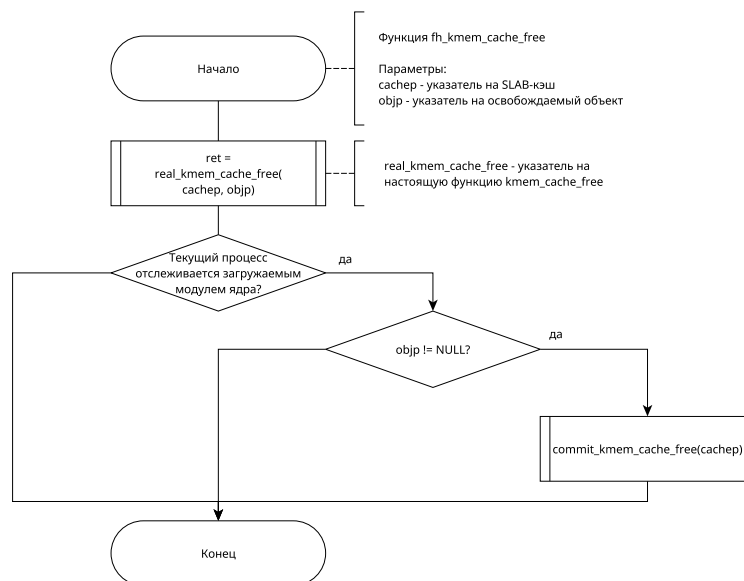 Функция fh_kmem_cache_free
Начало
Параметры:
cachep - указатель на SLAB-кэш
objp - указатель на освобождаемый объект
ret =
real_kmem_cache_free(
cachep, objp)
real_kmem_cache_free - указатель на
настоящую функцию kmem_cache_free
Текущий процесс
отслеживается загружаемым
модулем ядра?
да
objp != NULL?
да
commit_kmem_cache_free(cachep)
Конец